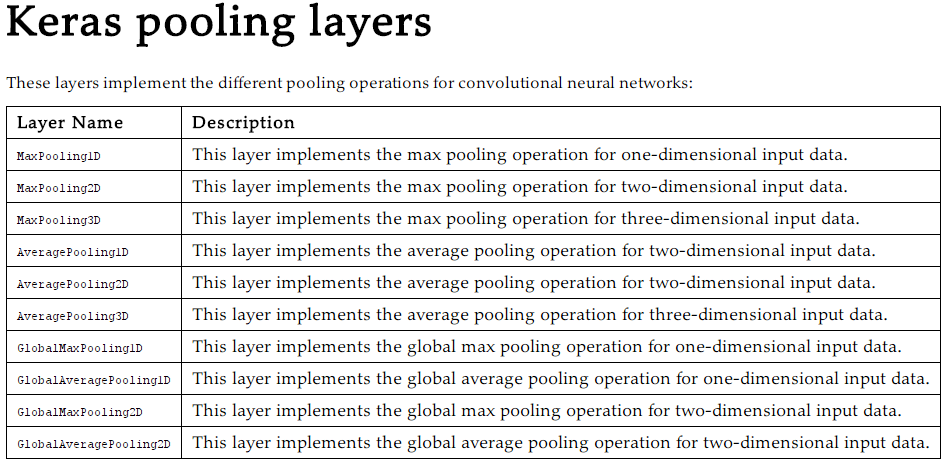 Keras pooling layers
These layers implement the different pooling operations for convolutional neural networks:
Layer Name Description
MaxPooling1D This layer implements the max pooling operation for one-dimensional input data.
MaxPooling2D This layer implements the max pooling operation for two-dimensional input data.
MaxPooling3D This layer implements the max pooling operation for three-dimensional input data.
AveragePooling1D This layer implements the average pooling operation for two-dimensional input data.
AveragePooling2D This layer implements the average pooling operation for two-dimensional input data.
AveragePooling3D This layer implements the average pooling operation for three-dimensional input data.
GlobalMaxPooling1D This layer implements the global max pooling operation for one-dimensional input data.
GlobalAveragePooling1D This layer implements the global average pooling operation for one-dimensional input data.
GlobalMaxPooling2D This layer implements the global max pooling operation for two-dimensional input data.
GlobalAveragePooling2D This layer implements the global average pooling operation for two-dimensional input data.